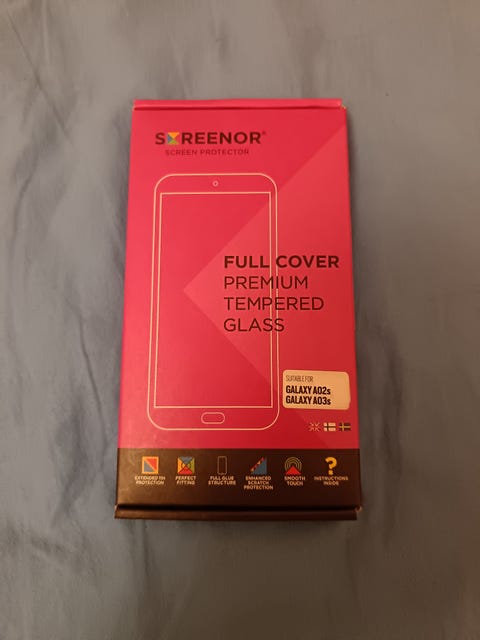 SCREENOR®
SCREEN PROTECTOR
FULL COVER
PREMIUM
TEMPERED
GLASS
SUITABLE FOR
GALAXY A02s
GALAXY A03s
EXTENDED 11H
PROTECTION
PERFECT
FITTING
FULL GLUE
STRUCTURE
ENHANCED
SCRATCH
PROTECTION
SMOOTH
TOUCH
?
INSTRUCTIONS
INSIDE